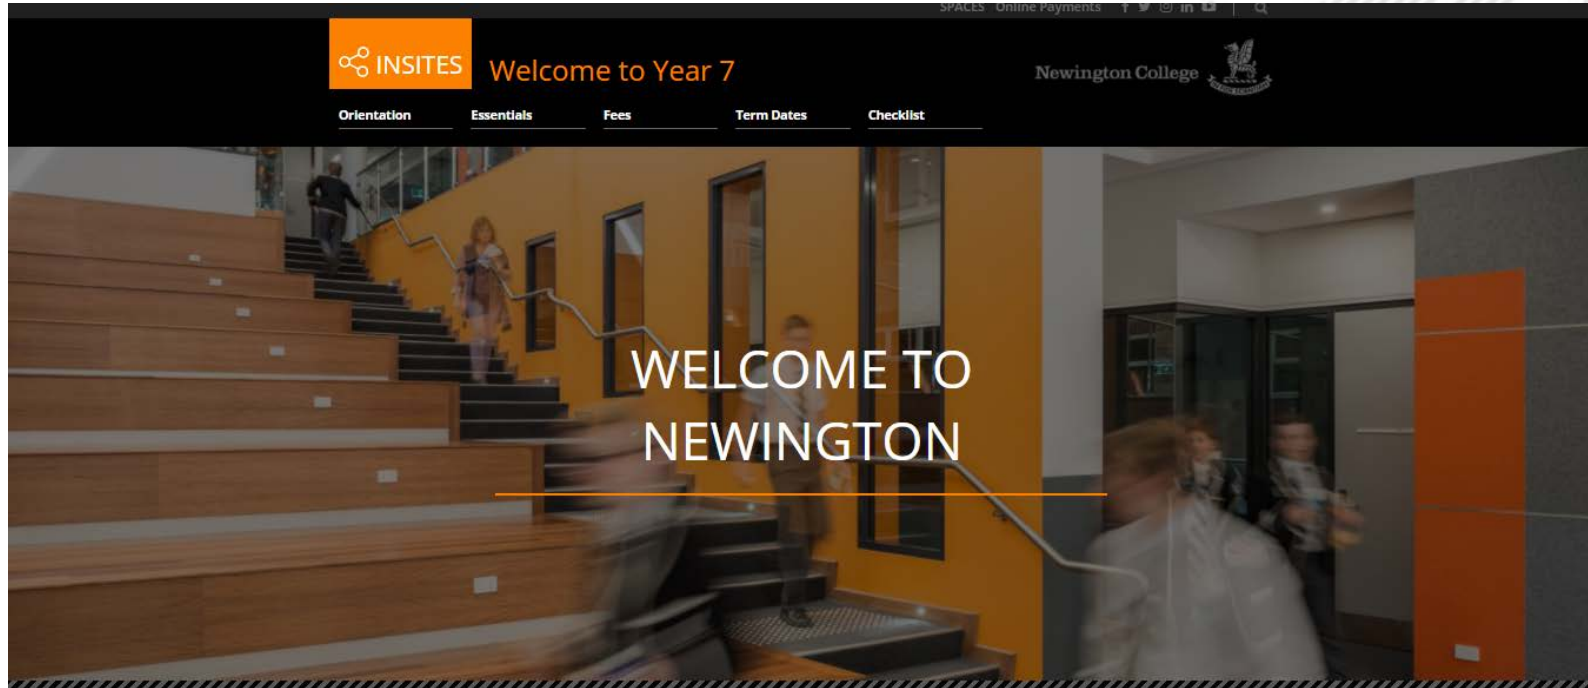 SPACES Online Payments
INSITES
Welcome to Year 7
Newington College
Orientation Essentials Fees Term Dates Checklist
WELCOME TO
NEWINGTON